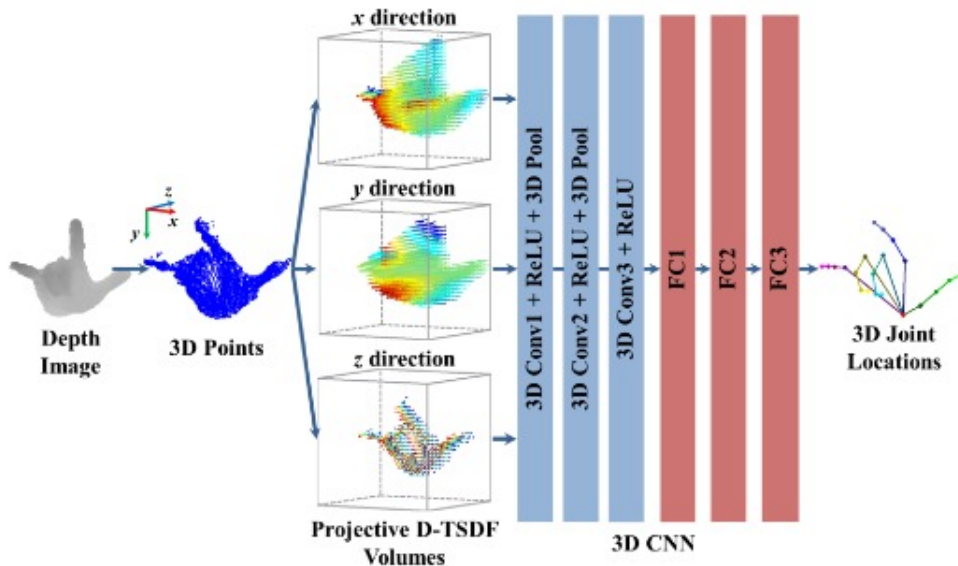 x direction
y direction
z direction
z
x
y
Depth
Image
3D Points
Projective D-TSDF
Volumes
3D Conv1 + ReLU + 3D Pool
3D Conv2 + ReLU + 3D Pool
3D Conv3 + ReLU
FC1
FC2
FC3
3D CNN
3D Joint
Locations